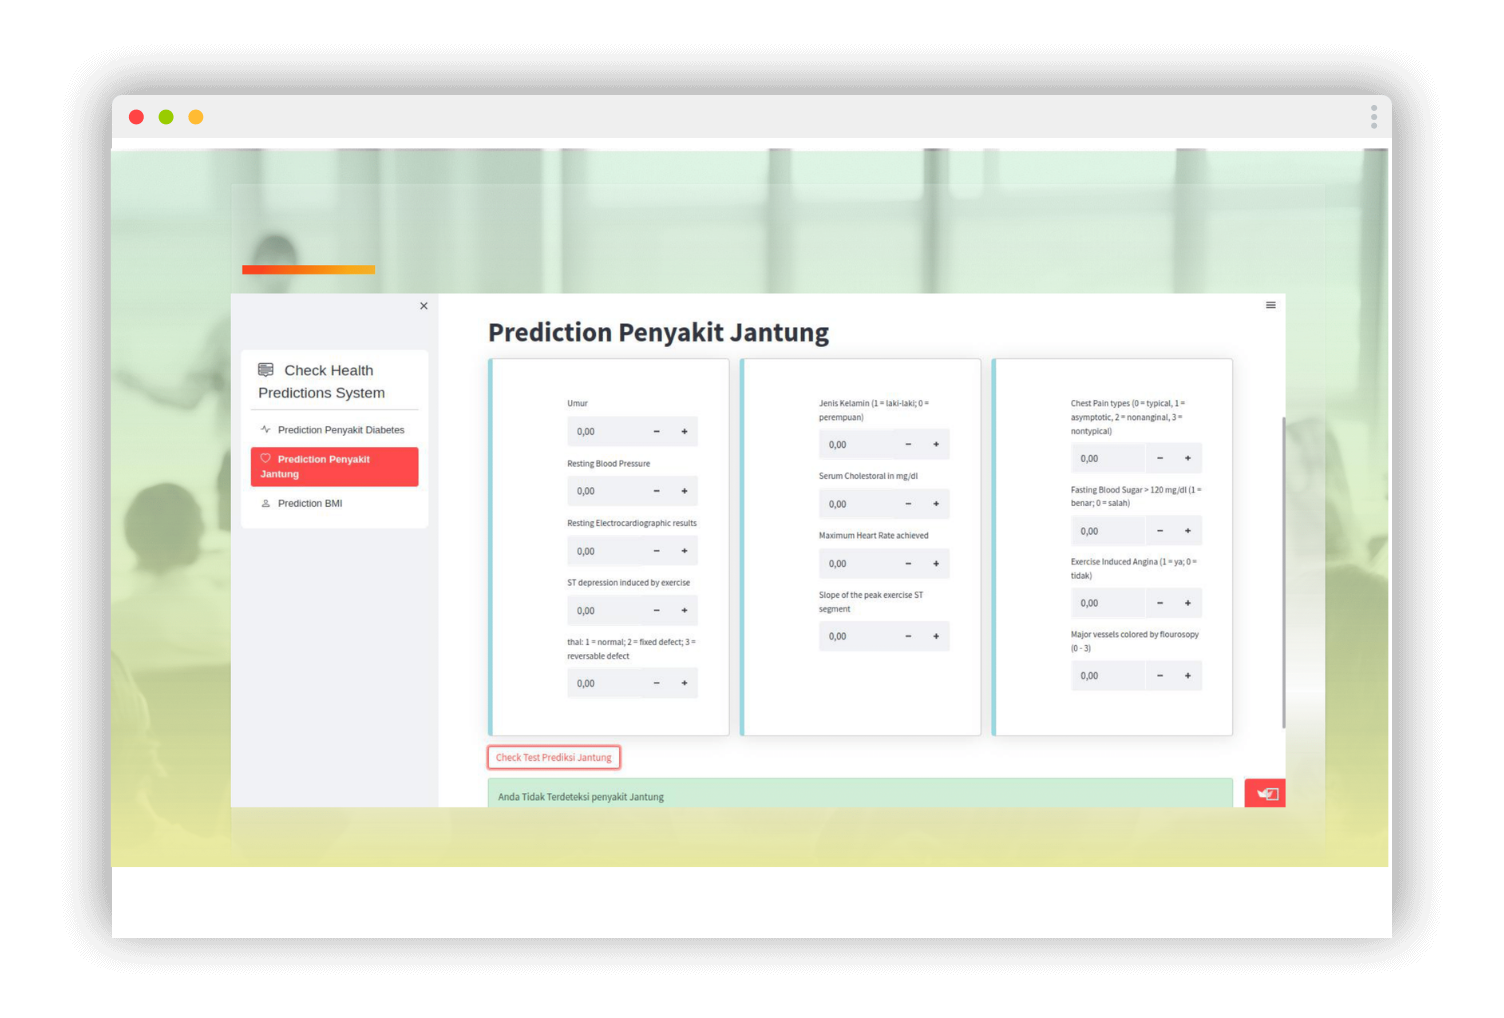 Check Health
Predictions System
Prediction Penyakit Diabetes
Prediction Penyakit
Jantung
Prediction BMI
Prediction Penyakit Jantung
Umur
0,00
Resting Blood Pressure
0,00
Resting Electrocardiographic results
0,00
ST depression induced by exercise
0,00
thal: 1 = normal; 2 = fixed defect; 3 =
reversable defect
0,00
Jenis Kelamin (1 = laki-laki; 0 =
perempuan)
0,00
Serum Cholestoral in mg/dl
0,00
Maximum Heart Rate achieved
0,00
Slope of the peak exercise ST
segment
0,00
Chest Pain types (0 = typical, 1 =
asymptotic, 2 = nonanginal, 3 =
nontypical)
0,00
Fasting Blood Sugar > 120 mg/dl (1 =
benar; 0 = salah)
0,00
Exercise Induced Angina (1 = ya; 0 =
tidak)
0,00
Major vessels colored by flourosopy
(0 - 3)
0,00
Check Test Prediksi Jantung
Anda Tidak Terdeteksi penyakit Jantung